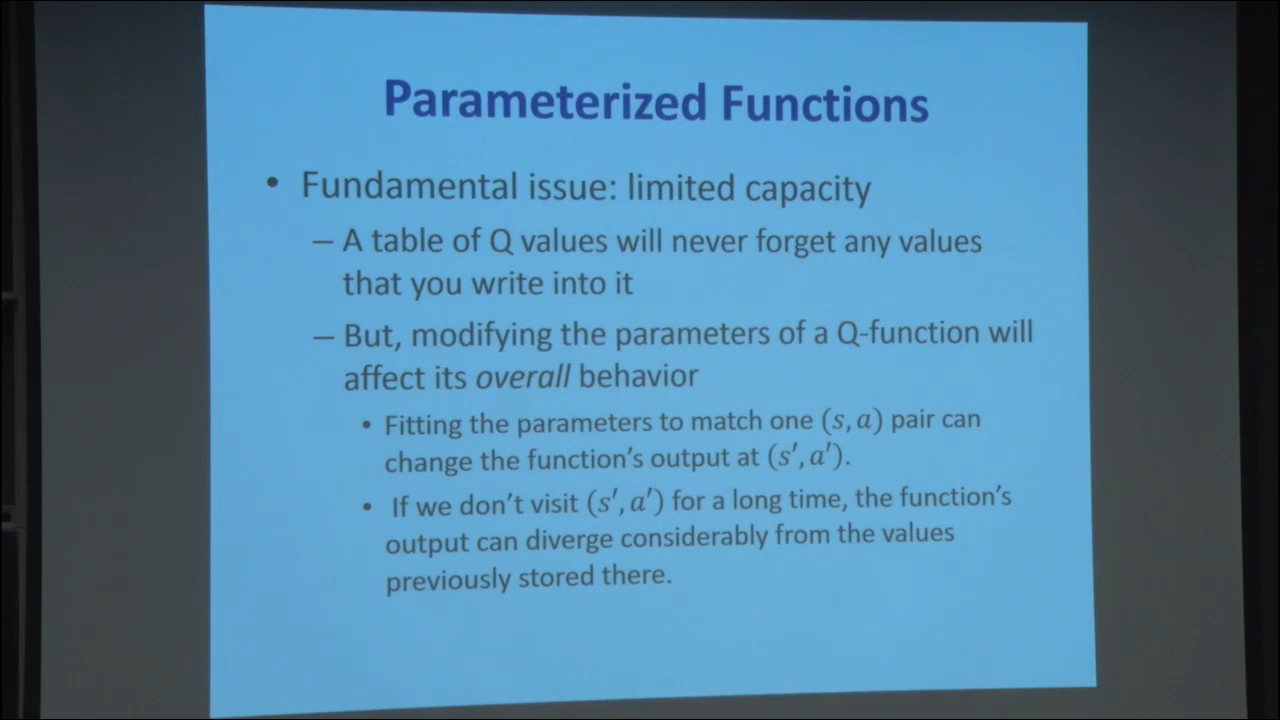 Parameterized Functions
• Fundamental issue: limited capacity
– A table of Q values will never forget any values
that you write into it
– But, modifying the parameters of a Q-function will
affect its overall behavior
• Fitting the parameters to match one (s, a) pair can
change the function's output at (s′, a′).
• If we don't visit (s′, a′) for a long time, the function's
output can diverge considerably from the values
previously stored there.